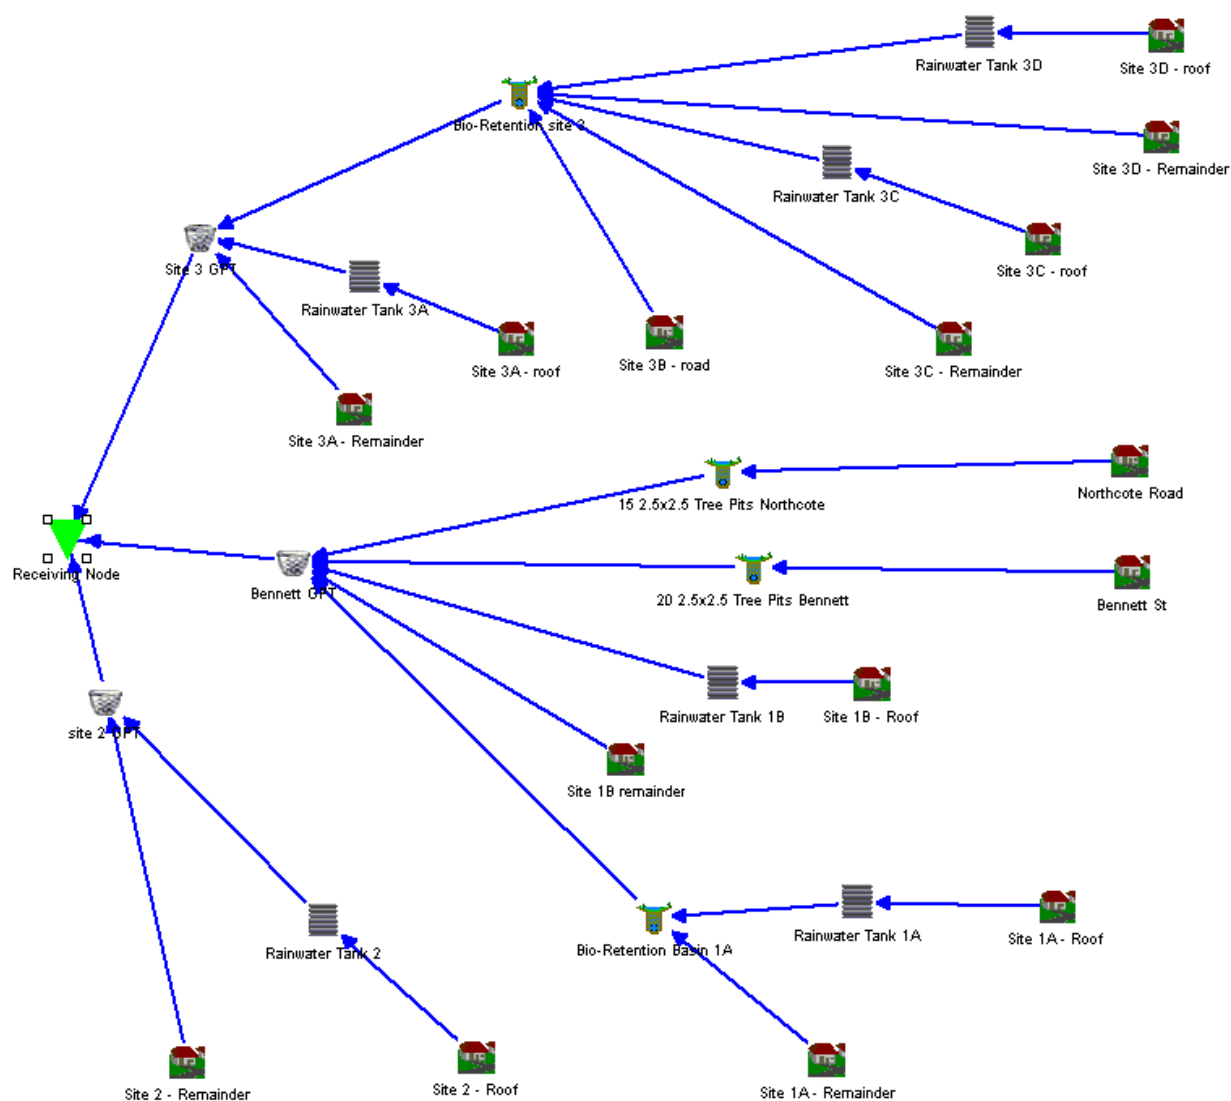 Rainwater Tank 3D
Site 3D - roof
Bio-Retention site 3
Site 3D - Remainder
Rainwater Tank 3C
Site 3C - roof
Site 3 GPT
Rainwater Tank 3A
Site 3A - roof
Site 3B - road
Site 3C - Remainder
Site 3A - Remainder
15 2.5x2.5 Tree Pits Northcote
Northcote Road
Receiving Node
Bennett GPT
20 2.5x2.5 Tree Pits Bennett
Bennett St
Rainwater Tank 1B
Site 1B - Roof
site 2 GPT
Site 1B remainder
Rainwater Tank 2
Bio-Retention Basin 1A
Rainwater Tank 1A
Site 1A - Roof
Site 2 - Remainder
Site 2 - Roof
Site 1A - Remainder